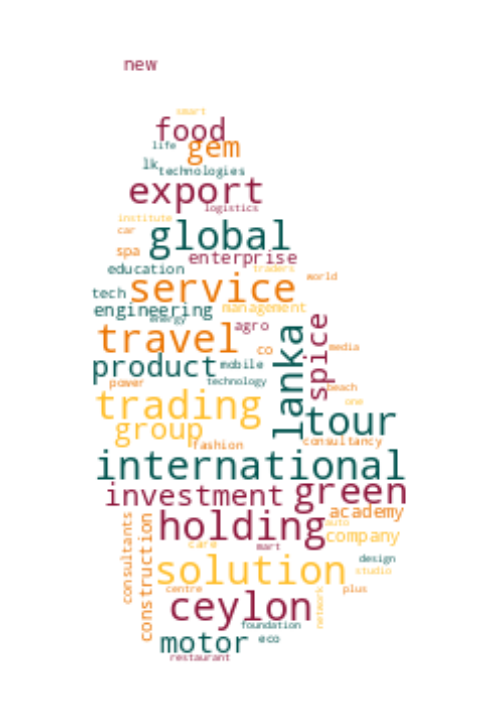 new
smart
food
life
gem
lk
technologies
export
logistics
institute
car
global
spa
enterprise
education
traders
world
tech
service
engineering
management
energy
travel
agro
lanka
spice
co
media
product
mobile
power
technology
beach
trading
one
group
tour
fashion
consultancy
international
investment
green
holding
academy
auto
company
consultants
construction
care
mart
design
solution
studio
centre
plus
ceylon
network
foundation
motor
eco
restaurant